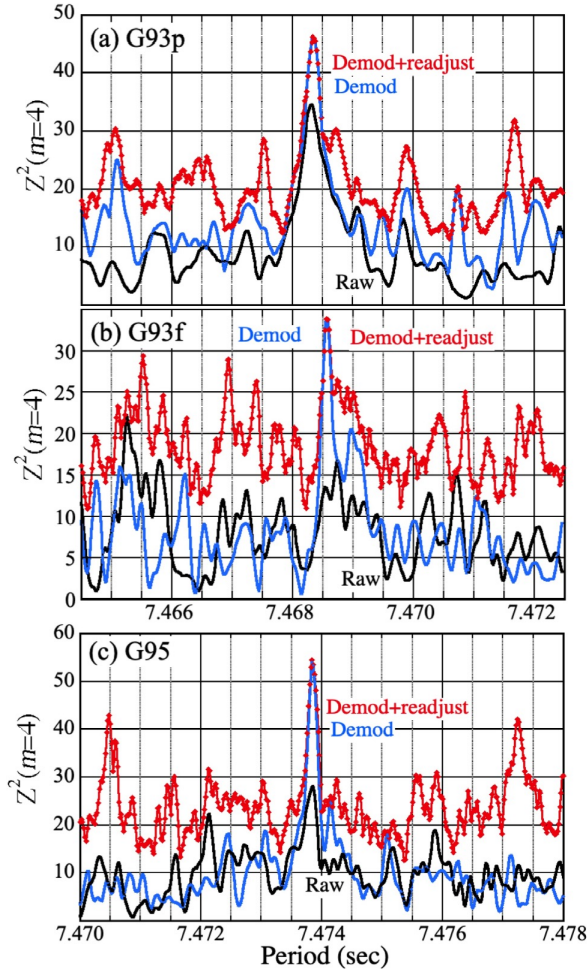 (a) G93p
Demod+readjust
Demod
Raw
Z²(m=4)
50
40
30
20
10
(b) G93f
Demod
Demod+readjust
Raw
Z²(m=4)
35
30
25
20
15
10
5
0
7.466
7.468
7.470
7.472
(c) G95
Demod+readjust
Demod
Raw
Z²(m=4)
60
50
40
30
20
10
0
7.470
7.472
7.474
7.476
7.478
Period (sec)